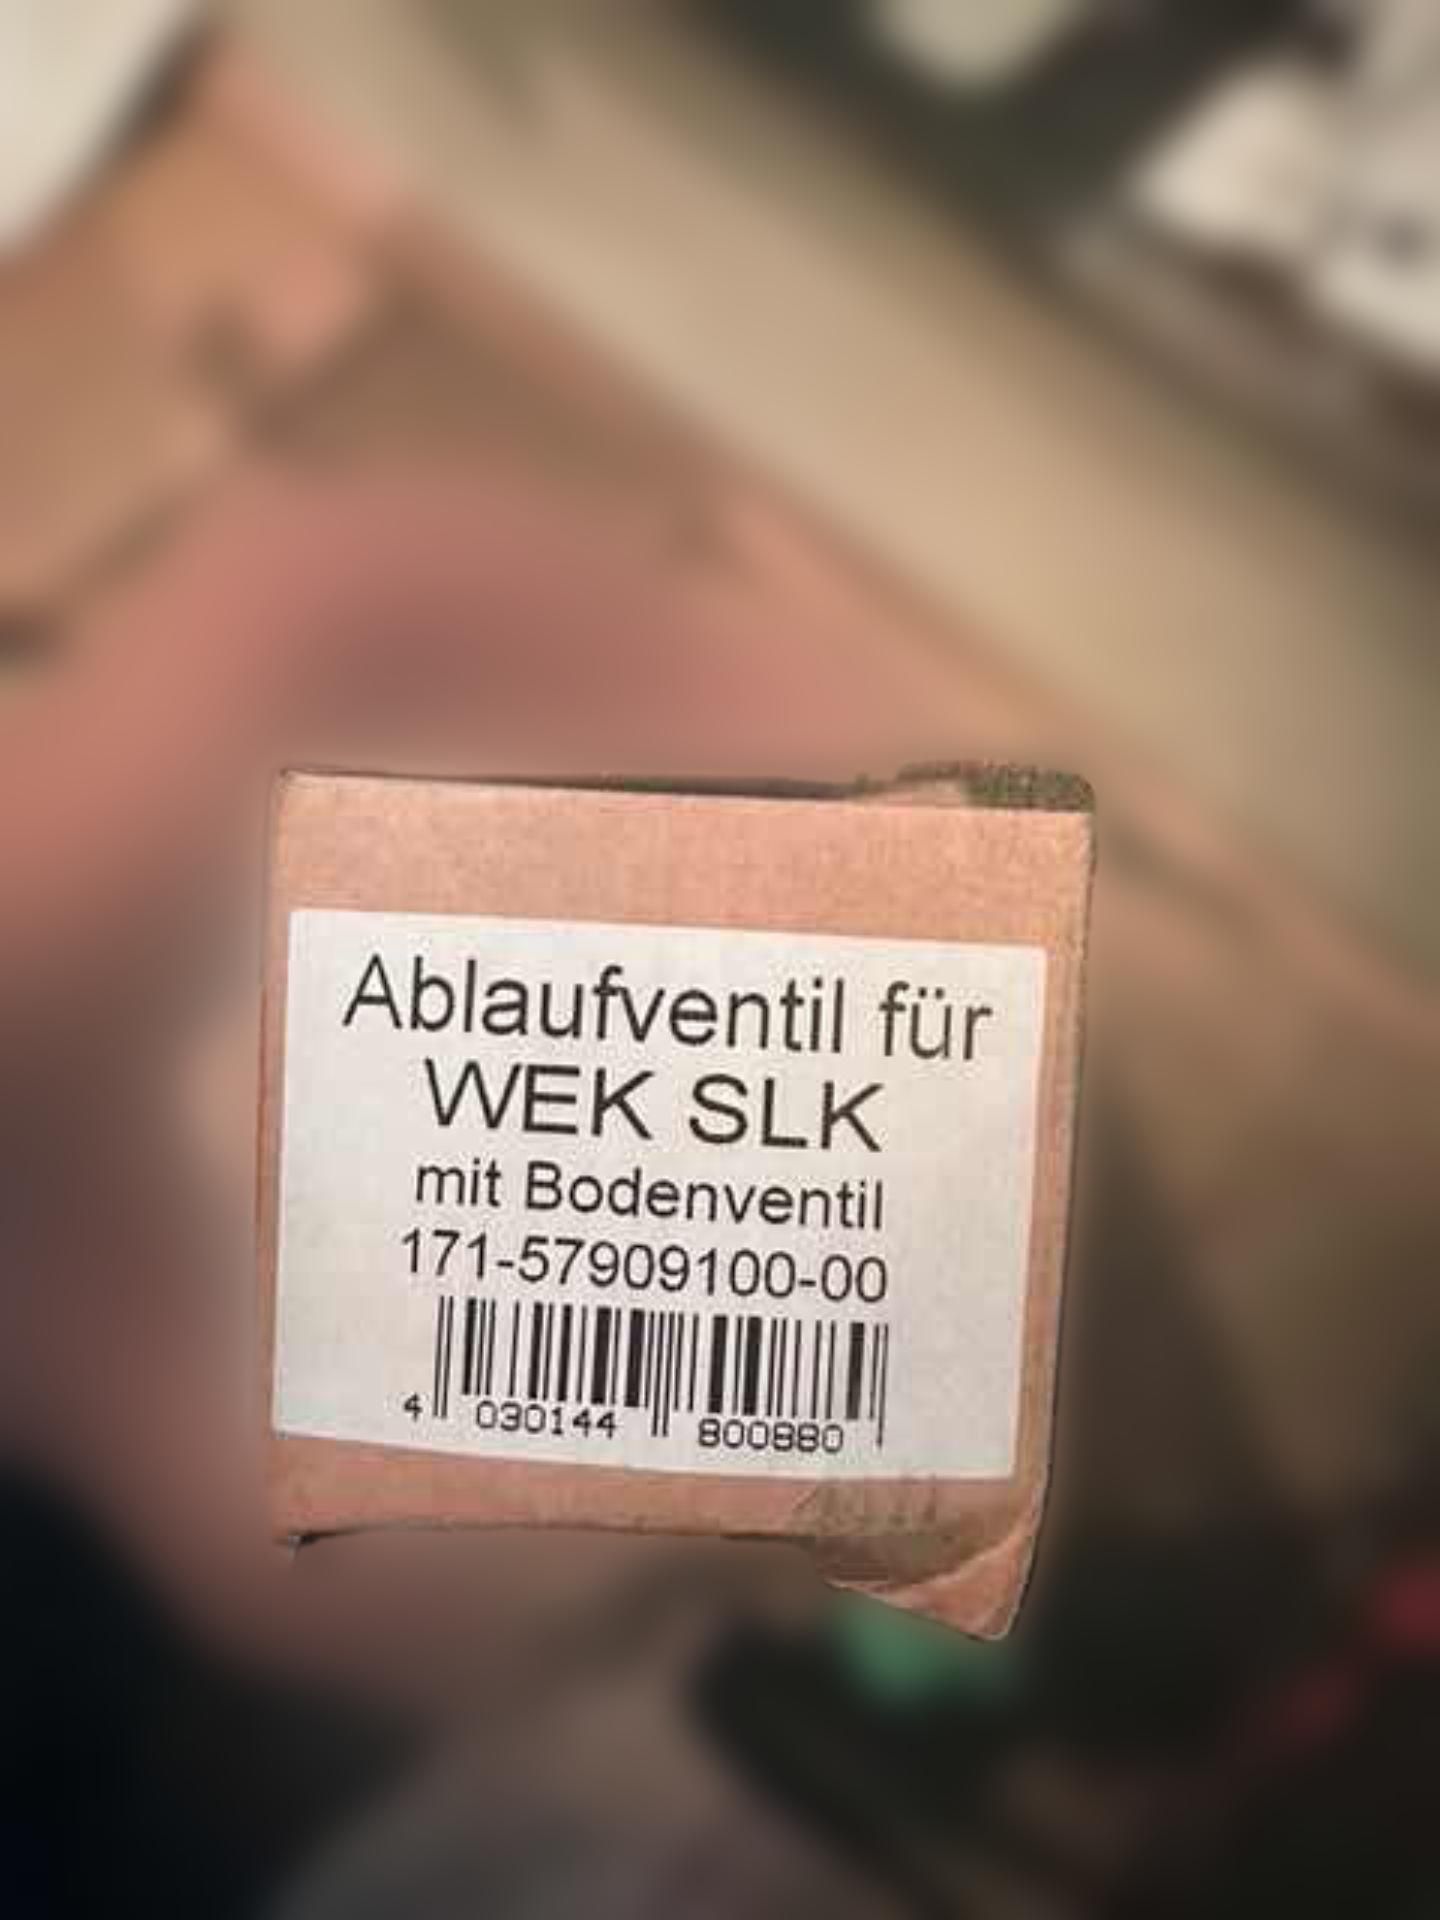 Ablaufventil für
WEK SLK
mit Bodenventil
171-57909100-00
4 030144 800880